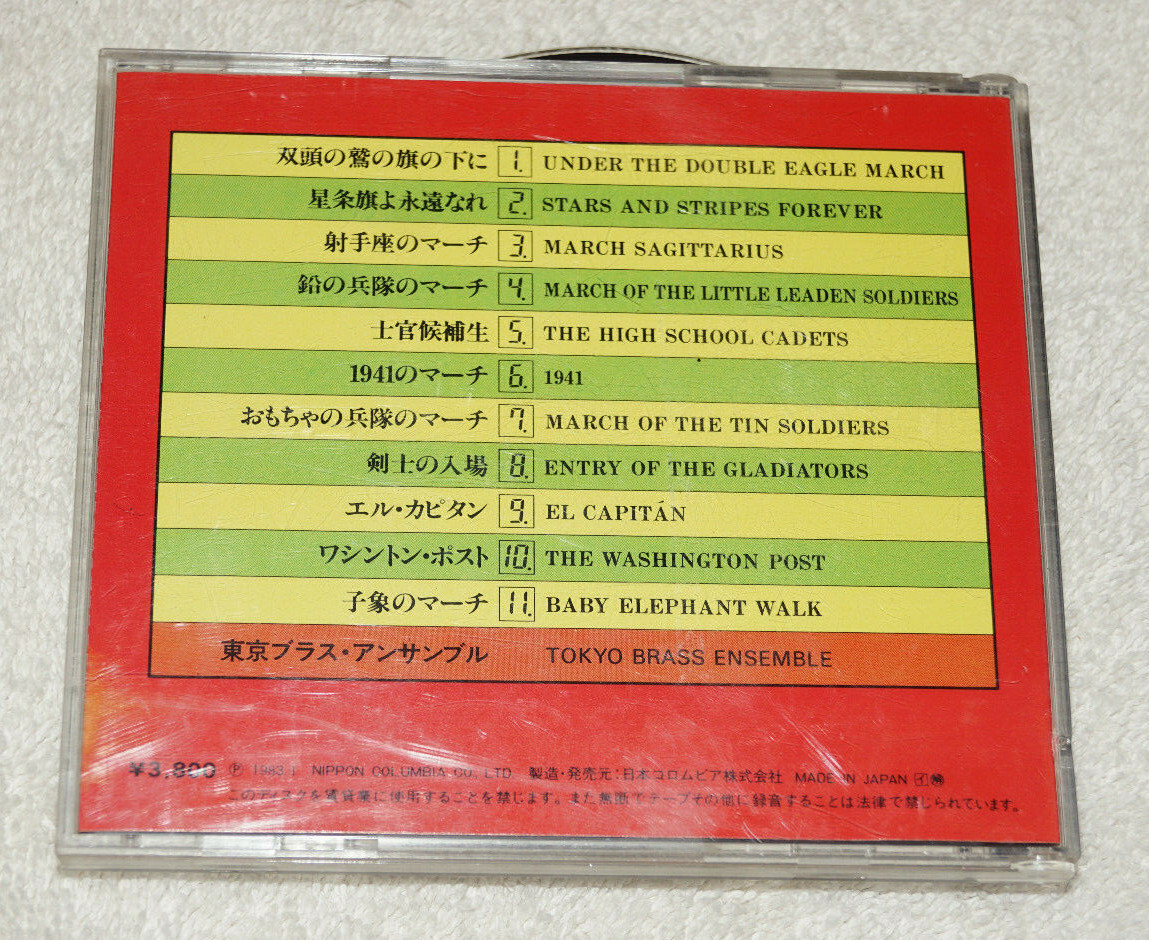 双頭の鷲の旗の下に 1. UNDER THE DOUBLE EAGLE MARCH
星条旗よ永遠なれ 2. STARS AND STRIPES FOREVER
射手座のマーチ 3. MARCH SAGITTARIUS
鉛の兵隊のマーチ 4. MARCH OF THE LITTLE LEADEN SOLDIERS
士官候補生 5. THE HIGH SCHOOL CADETS
1941のマーチ 6. 1941
おもちゃの兵隊のマーチ 7. MARCH OF THE TIN SOLDIERS
剣士の入場 8. ENTRY OF THE GLADIATORS
エル・カピタン 9. EL CAPITÁN
ワシントン・ポスト 10. THE WASHINGTON POST
子象のマーチ 11. BABY ELEPHANT WALK
東京ブラス・アンサンブル TOKYO BRASS ENSEMBLE
¥3,800 Ⓟ 1983.1 NIPPON COLUMBIA CO., LTD. 製造・発売元:日本コロムビア株式会社 MADE IN JAPAN イ
このディスクを賃貸業に使用することを禁じます。また無断でテープその他に録音することは法律で禁じられています。